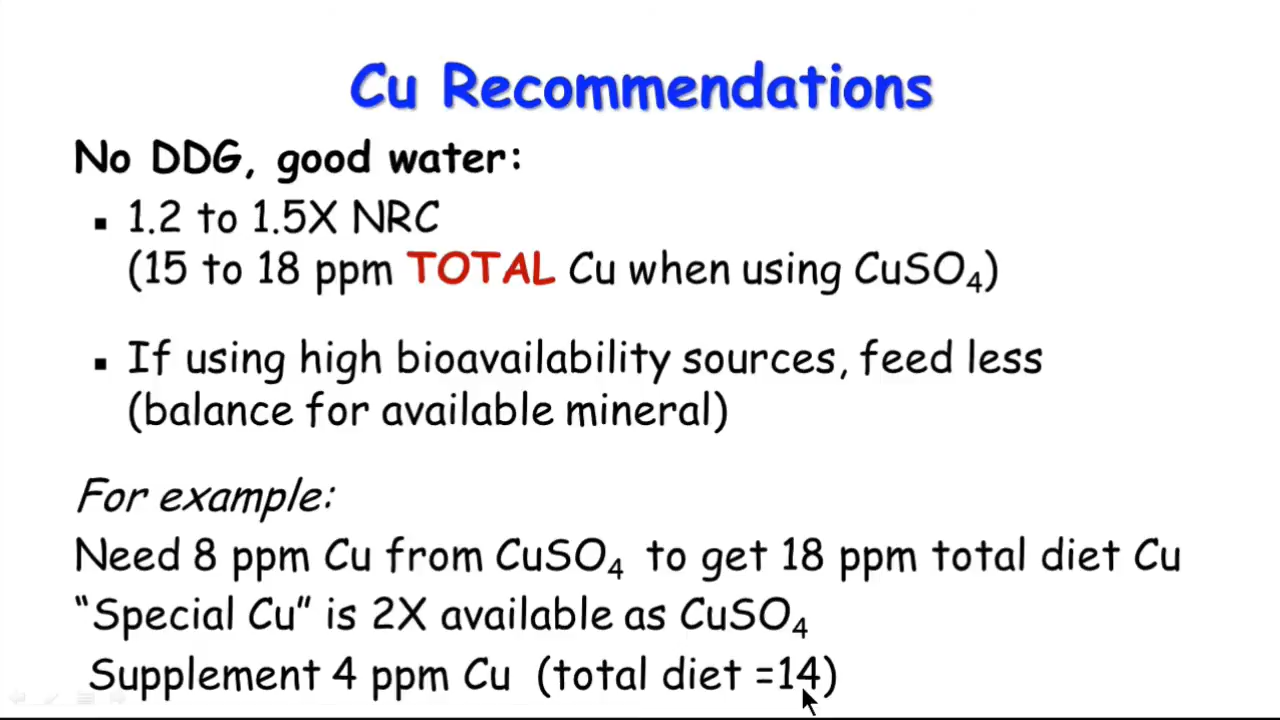 Cu Recommendations
No DDG, good water:
▪ 1.2 to 1.5X NRC
(15 to 18 ppm TOTAL Cu when using CuSO₄)
▪ If using high bioavailability sources, feed less
(balance for available mineral)
For example:
Need 8 ppm Cu from CuSO₄ to get 18 ppm total diet Cu
“Special Cu” is 2X available as CuSO₄
Supplement 4 ppm Cu (total diet =14)